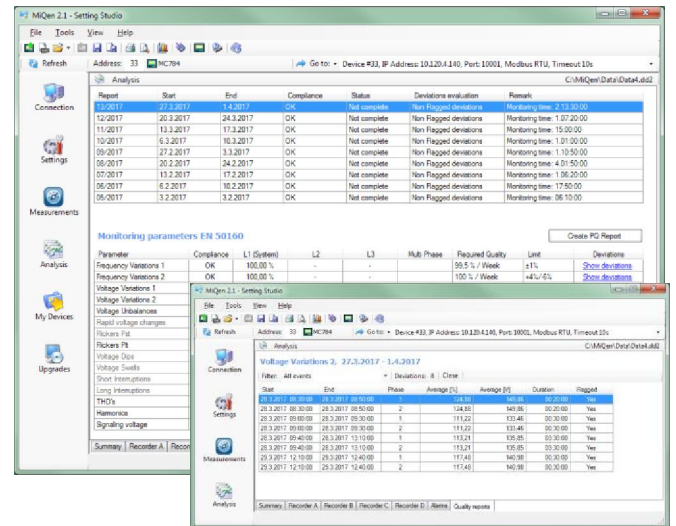 MiQen 2.1 - Setting Studio
File Tools View Help
Refresh Address: 33 MC784 Go to: Device #33, IP Address: 10.120.4.140, Port: 10001, Modbus RTU, Timeout 10s
Analysis C:\MiQen\Data\Data4.dd2
Report Start End Compliance Status Deviations evaluation Remark
13/2017 27.3.2017 1.4.2017 OK Not complete Non Flagged deviations Monitoring time: 2.13:30:00
12/2017 20.3.2017 24.3.2017 OK Not complete Non Flagged deviations Monitoring time: 1.07:20:00
11/2017 13.3.2017 17.3.2017 OK Not complete Non Flagged deviations Monitoring time: 15:00:00
10/2017 6.3.2017 10.3.2017 OK Not complete Non Flagged deviations Monitoring time: 1.01:00:00
09/2017 27.2.2017 3.3.2017 OK Not complete Non Flagged deviations Monitoring time: 1.10:50:00
08/2017 20.2.2017 24.2.2017 OK Not complete Non Flagged deviations Monitoring time: 4.01:50:00
07/2017 13.2.2017 17.2.2017 OK Not complete Non Flagged deviations Monitoring time: 1.06:20:00
06/2017 6.2.2017 10.2.2017 OK Not complete Non Flagged deviations Monitoring time: 17:50:00
05/2017 3.2.2017 3.2.2017 OK Not complete Non Flagged deviations Monitoring time: 06:10:00
Connection
Settings
Measurements
Analysis
My Devices
Upgrades
Monitoring parameters EN 50160 Create PQ Report
Parameter Compliance L1 (System) L2 L3 Multi Phase Required Quality Limit Deviations
Frequency Variations 1 OK 100,00 % - - 99.5 % / Week ±1% Show deviations
Frequency Variations 2 OK 100,00 % - - 100 % / Week +4%/-6% Show deviations
Voltage Variations 1
Voltage Variations 2
Voltage Unbalances
Rapid voltage changes
Flickers Pst
Flickers Plt
Voltage Dips
Voltage Swells
Short Interruptions
Long Interruptions
THD's
Harmonics
Signaling voltage
Summary Recorder A
MiQen 2.1 - Setting Studio
File Tools View Help
Refresh Address: 33 MC784 Go to: Device #33, IP Address: 10.120.4.140, Port: 10001, Modbus RTU, Timeout 10s
Analysis C:\MiQen\Data\Data4.dd2
Connection
Settings
Measurements
Analysis
Voltage Variations 2, 27.3.2017 - 1.4.2017
Filter: All events Deviations: 8 Close
Start End Phase Average [%] Average [V] Duration Flagged
28.3.2017 08:30:00 28.3.2017 08:50:00 1 124,88 149,86 00:20:00 Yes
28.3.2017 08:30:00 28.3.2017 08:50:00 2 124,88 149,86 00:20:00 Yes
28.3.2017 09:00:00 28.3.2017 09:30:00 1 111,22 133,46 00:30:00 Yes
28.3.2017 09:00:00 28.3.2017 09:30:00 2 111,22 133,46 00:30:00 Yes
28.3.2017 09:40:00 28.3.2017 13:10:00 1 113,21 135,85 03:30:00 Yes
28.3.2017 09:40:00 28.3.2017 13:10:00 2 113,21 135,85 03:30:00 Yes
29.3.2017 12:10:00 29.3.2017 12:40:00 1 117,48 140,98 00:30:00 Yes
29.3.2017 12:10:00 29.3.2017 12:40:00 2 117,48 140,98 00:30:00 Yes
Summary Recorder A Recorder B Recorder C Recorder D Alarms Quality reports